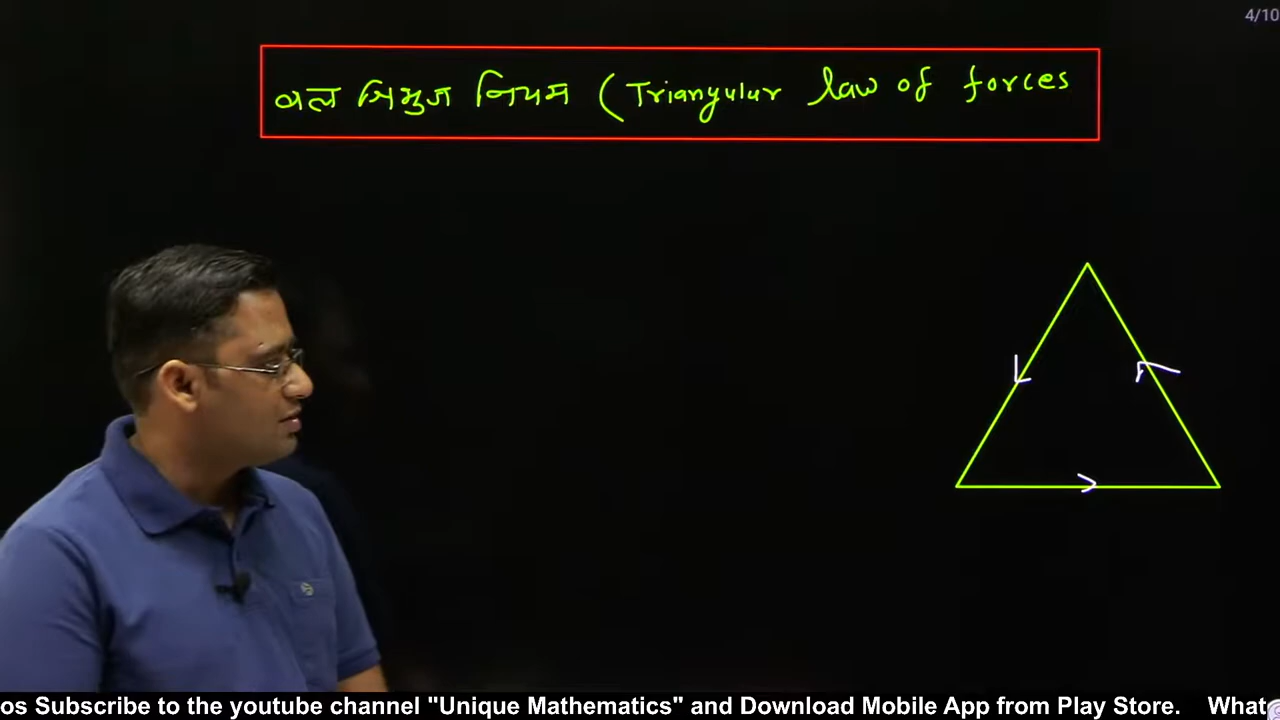 4/10
बल त्रिभुज नियम (Triangular law of forces
os Subscribe to the youtube channel "Unique Mathematics" and Download Mobile App from Play Store. What